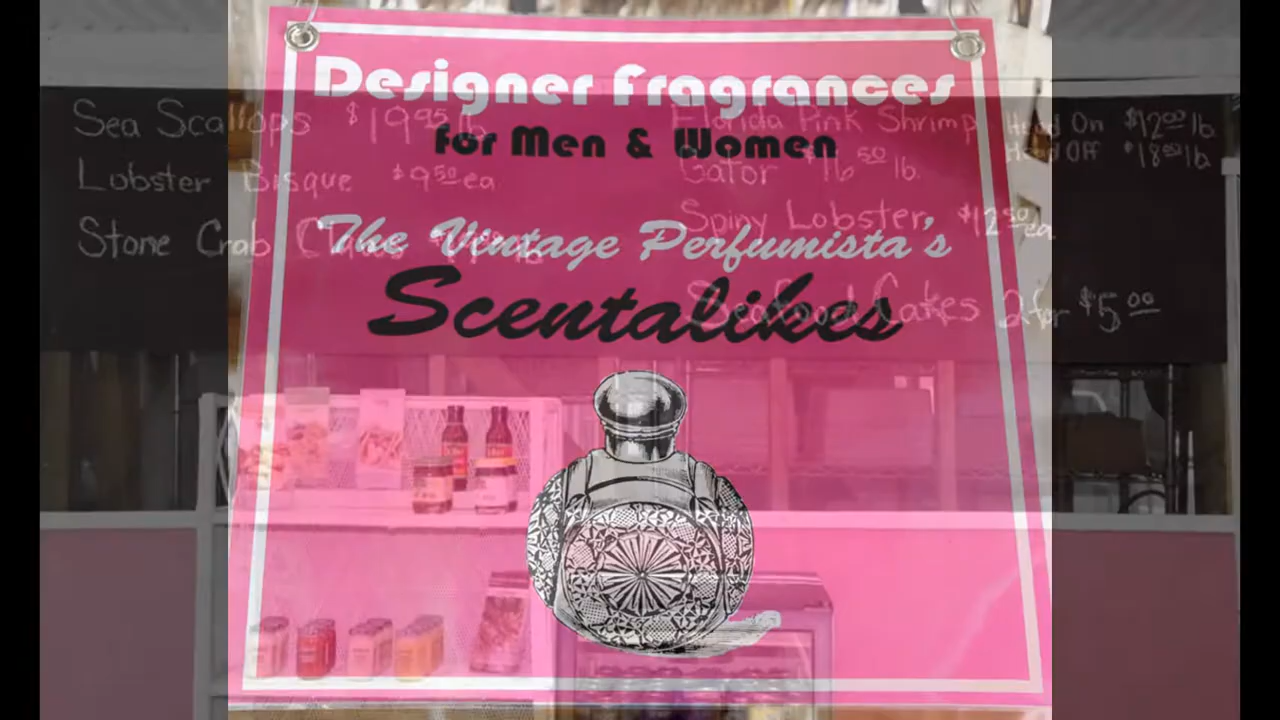 Designer Fragrances
for Men & Women
The Vintage Perfumista's
Scentalikes
Sea Scallops $19.95 lb
Lobster Bisque $9.50 ea
Stone Crab Claws
Florida Pink Shrimp Head On $12.00 lb
Head Off $18.00 lb
Gator $16.50 lb.
Spiny Lobster, $12.50 ea
Seafood Cakes 2 for $5.00